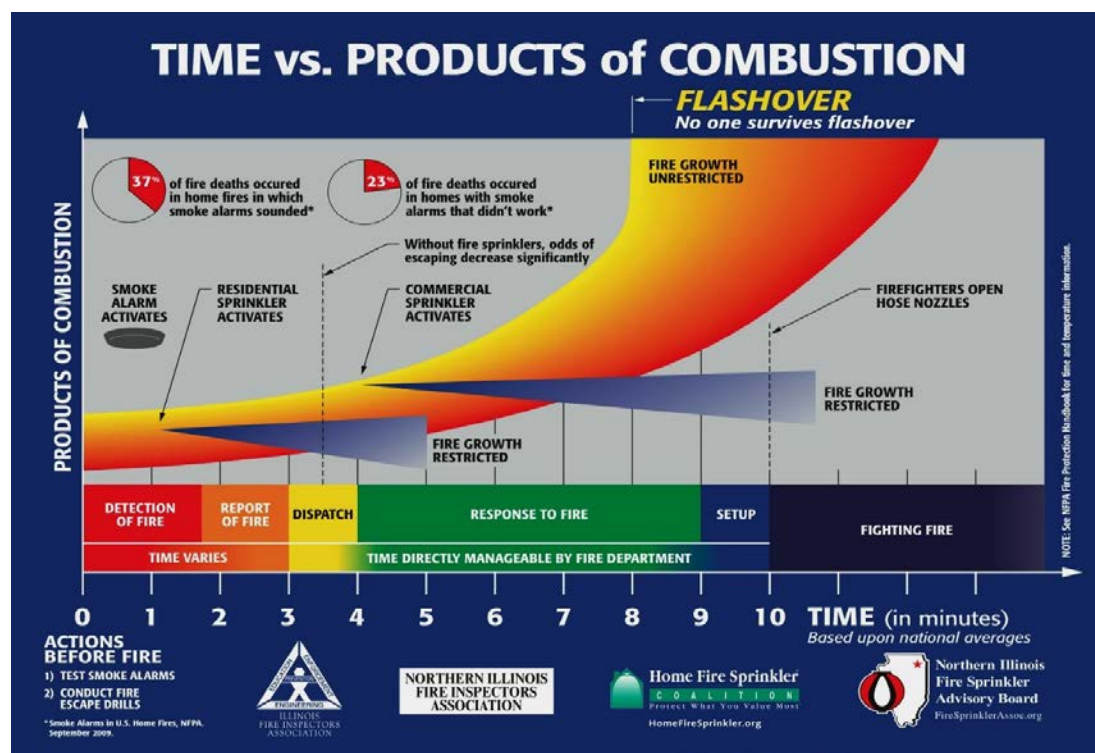 TIME vs. PRODUCTS of COMBUSTION
FLASHOVER
No one survives flashover
PRODUCTS OF COMBUSTION
37%
of fire deaths occured
in home fires in which
smoke alarms sounded*
23%
of fire deaths occured
in homes with smoke
alarms that didn't work*
FIRE GROWTH
UNRESTRICTED
Without fire sprinklers, odds of
escaping decrease significantly
SMOKE
ALARM
ACTIVATES
RESIDENTIAL
SPRINKLER
ACTIVATES
COMMERCIAL
SPRINKLER
ACTIVATES
FIREFIGHTERS OPEN
HOSE NOZZLES
FIRE GROWTH
RESTRICTED
FIRE GROWTH
RESTRICTED
NOTE: See NFPA Fire Protection Handbook for time and temperature information.
DETECTION
OF FIRE
REPORT
OF FIRE
DISPATCH
RESPONSE TO FIRE
SETUP
FIGHTING FIRE
TIME VARIES
TIME DIRECTLY MANAGEABLE BY FIRE DEPARTMENT
0 1 2 3 4 5 6 7 8 9 10 TIME (in minutes)
Based upon national averages
ACTIONS
BEFORE FIRE
1) TEST SMOKE ALARMS
2) CONDUCT FIRE
ESCAPE DRILLS
*Smoke Alarms in U.S. Home Fires, NFPA.
September 2009.
EDUCATION
ENFORCEMENT
ENGINEERING
ILLINOIS
FIRE INSPECTORS
ASSOCIATION
NORTHERN ILLINOIS
FIRE INSPECTORS
ASSOCIATION
Home Fire Sprinkler
COALITION
Protect What You Value Most
HomeFireSprinkler.org
Northern Illinois
Fire Sprinkler
Advisory Board
FireSprinklerAssoc.org